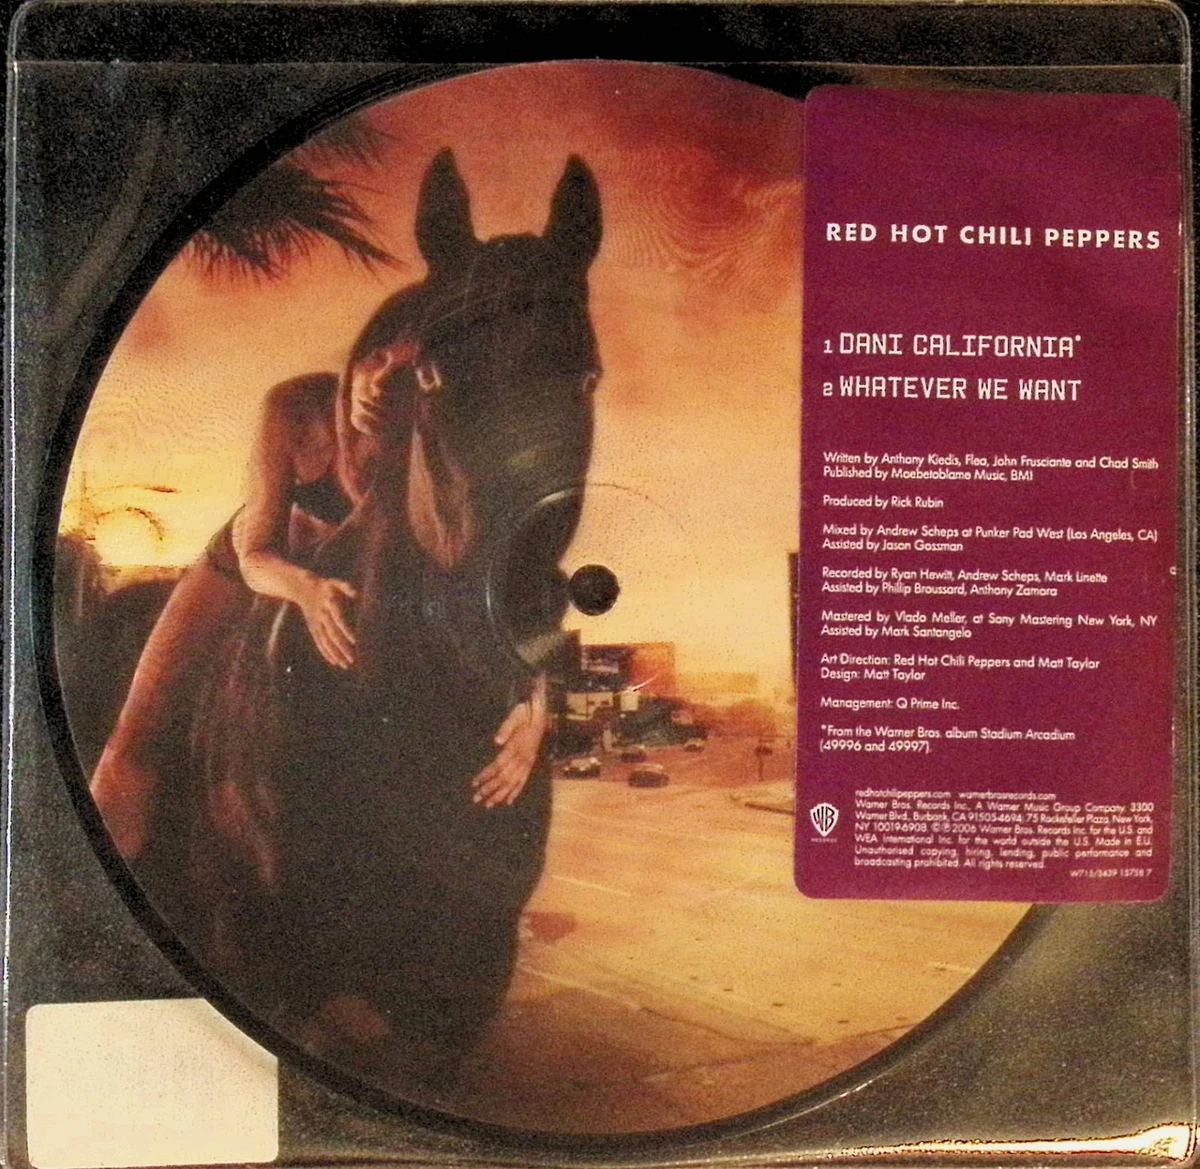 RED HOT CHILI PEPPERS
1 DANI CALIFORNIA*
2 WHATEVER WE WANT
Written by Anthony Kiedis, Flea, John Frusciante and Chad Smith
Published by Moebetoblame Music, BMI
Produced by Rick Rubin
Mixed by Andrew Scheps at Punker Pad West (Los Angeles, CA)
Assisted by Jason Gossman
Recorded by Ryan Hewitt, Andrew Scheps, Mark Linette
Assisted by Phillip Broussard, Anthony Zamora
Mastered by Vlado Meller, at Sony Mastering New York, NY
Assisted by Mark Santangelo
Art Direction: Red Hot Chili Peppers and Matt Taylor
Design: Matt Taylor
Management: Q Prime Inc.
*From the Warner Bros. album Stadium Arcadium
(49996 and 49997).
redhotchilipeppers.com warnerbrosrecords.com
Warner Bros. Records Inc., A Warner Music Group Company. 3300
Warner Blvd., Burbank, CA 91505-4694; 75 Rockefeller Plaza, New York,
NY 10019-6908. ©℗ 2006 Warner Bros. Records Inc. for the U.S. and
WEA International Inc. for the world outside the U.S. Made in E.U.
Unauthorised copying, hiring, lending, public performance and
broadcasting prohibited. All rights reserved.
WB
RECORDS
W715/5439 15758 7